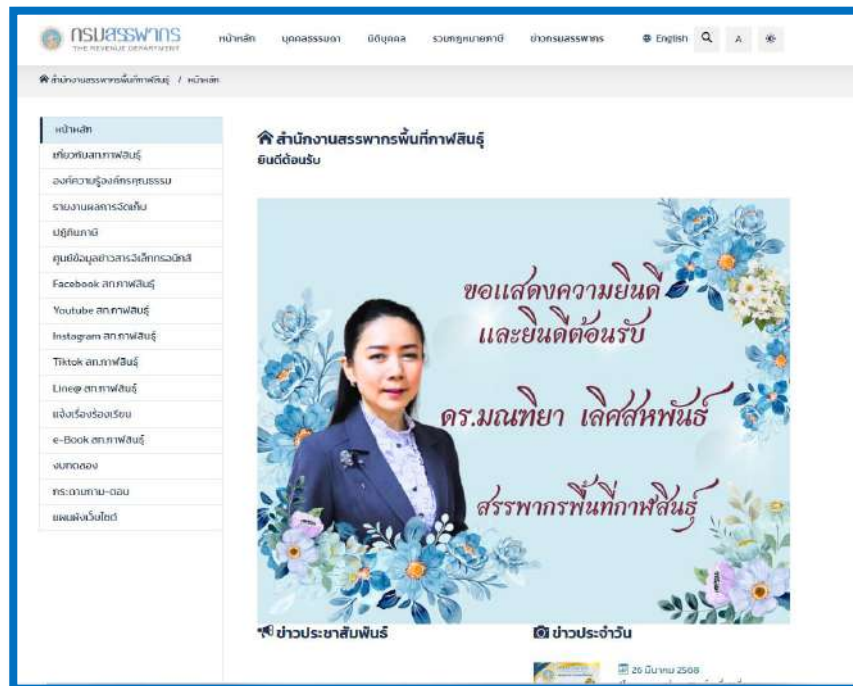 กรมสรรพากร
THE REVENUE DEPARTMENT
หน้าหลัก
บุคคลธรรมดา
นิติบุคคล
รวมกฎหมายภาษี
ข่าวกรมสรรพากร
English
A
สำนักงานสรรพากรพื้นที่กาฬสินธุ์ / หน้าหลัก
หน้าหลัก
เกี่ยวกับสท.กาฬสินธุ์
องค์ความรู้องค์กรคุณธรรม
รายงานผลการจัดเก็บ
ปฏิทินภาษี
ศูนย์ข้อมูลข่าวสารอิเล็กทรอนิกส์
Facebook สท.กาฬสินธุ์
Youtube สท.กาฬสินธุ์
Instagram สท.กาฬสินธุ์
Tiktok สท.กาฬสินธุ์
Line@ สท.กาฬสินธุ์
แจ้งเรื่องร้องเรียน
e-Book สท.กาฬสินธุ์
งบทดลอง
กระดานถาม-ตอบ
แผนผังเว็บไซต์
สำนักงานสรรพากรพื้นที่กาฬสินธุ์
ยินดีต้อนรับ
ขอแสดงความยินดี
และยินดีต้อนรับ
ดร.มณฑิยา เลิศสหพันธ์
สรรพากรพื้นที่กาฬสินธุ์
ข่าวประชาสัมพันธ์
ข่าวประจำวัน
26 มีนาคม 2568